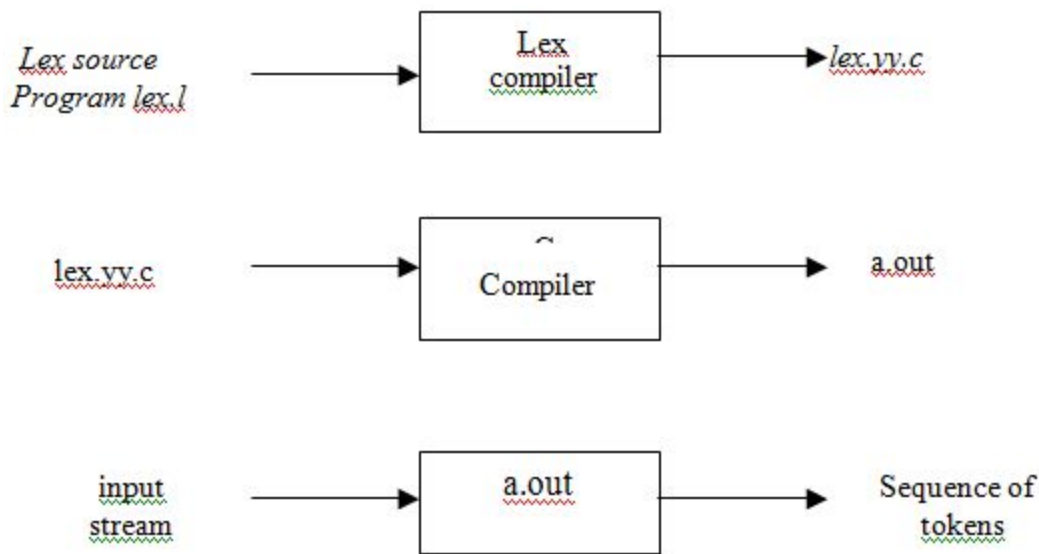 Lex source
Program lex.l
Lex
compiler
lex.yy.c
lex.yy.c
Compiler
a.out
input
stream
a.out
Sequence of
tokens